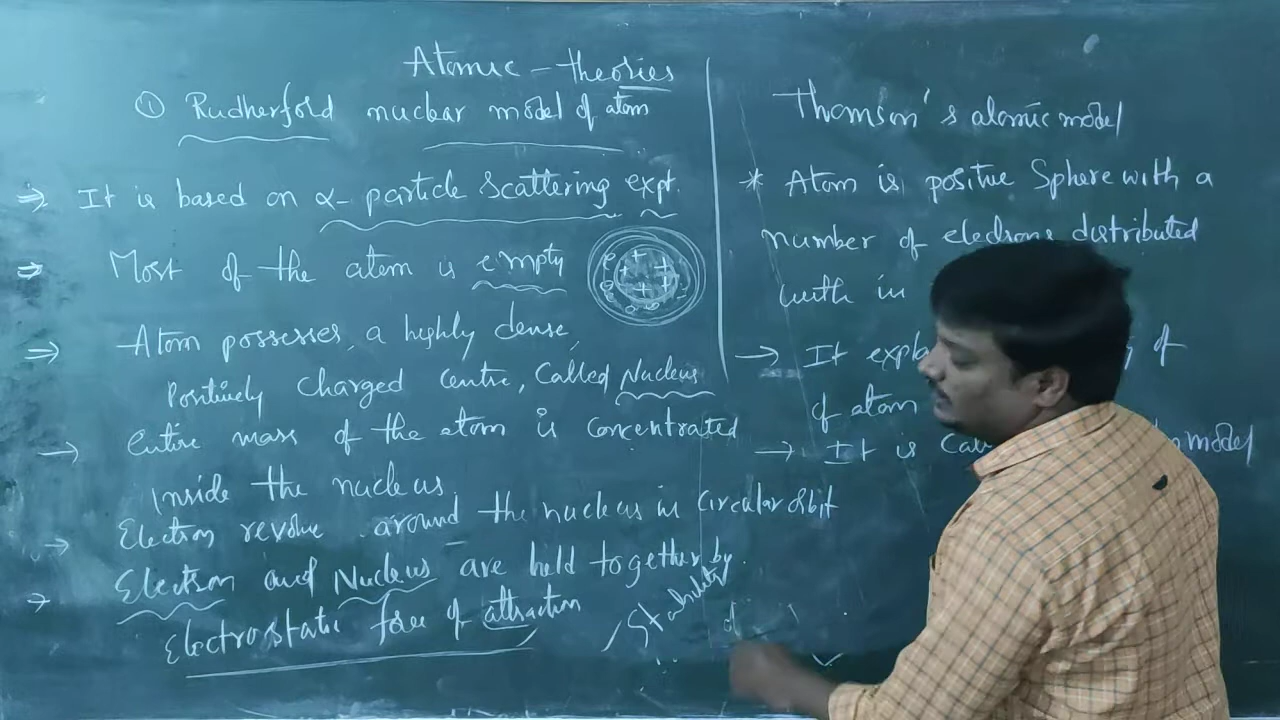 Atomic - theories
① Rudherford nuclear model of atom
⇒ It is based on α- particle Scattering expt.
⇒ Most of the atom is empty
⇒ Atom possesses, a highly dense,
Positively Charged Centre, Called Nucleus
→ Entire mass of the atom is Concentrated
Inside the nucleus.
→ Electron revolve around the nucleus in Circular orbit
→ Electron and Nucleus are held together by
Electrostatic force of attraction
Stability
Thomson's atomic model
* Atom is positive Sphere with a
number of electrons distributed
with in
→ It of
of atom
→ It is model